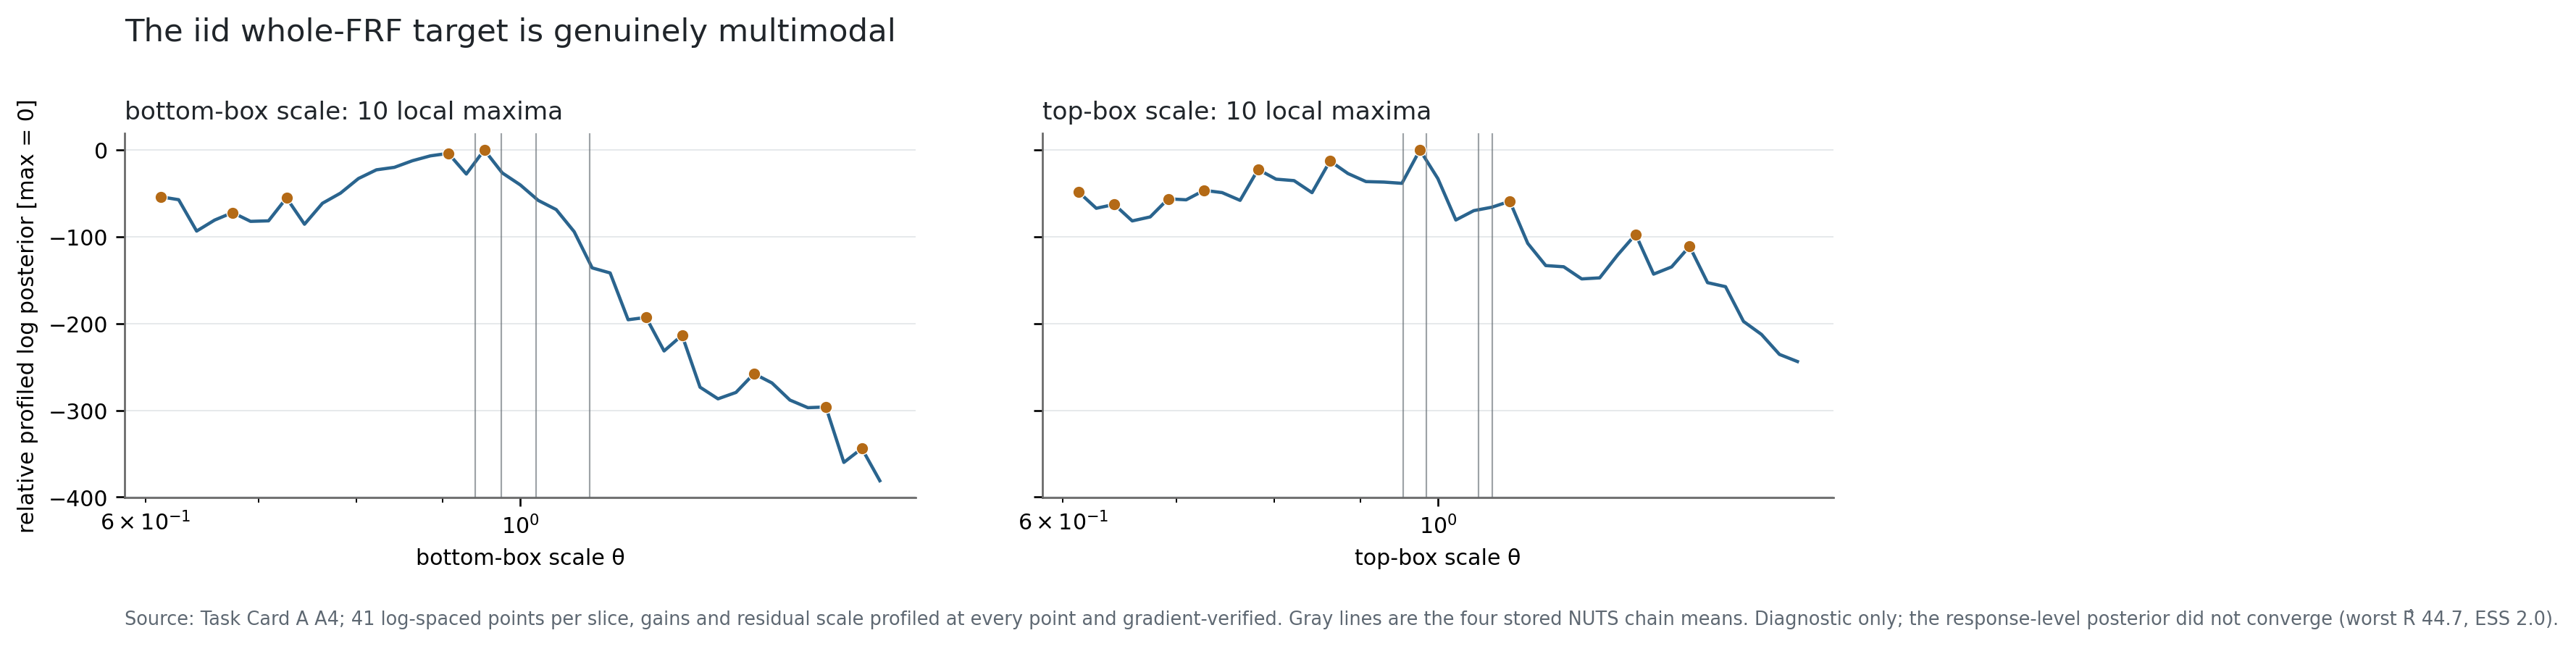 The iid whole-FRF target is genuinely multimodal
bottom-box scale: 10 local maxima
top-box scale: 10 local maxima
relative profiled log posterior [max = 0]
0
−100
−200
−300
−400
6 × 10⁻¹
10⁰
6 × 10⁻¹
10⁰
bottom-box scale θ
top-box scale θ
Source: Task Card A A4; 41 log-spaced points per slice, gains and residual scale profiled at every point and gradient-verified. Gray lines are the four stored NUTS chain means. Diagnostic only; the response-level posterior did not converge (worst R̂ 44.7, ESS 2.0).